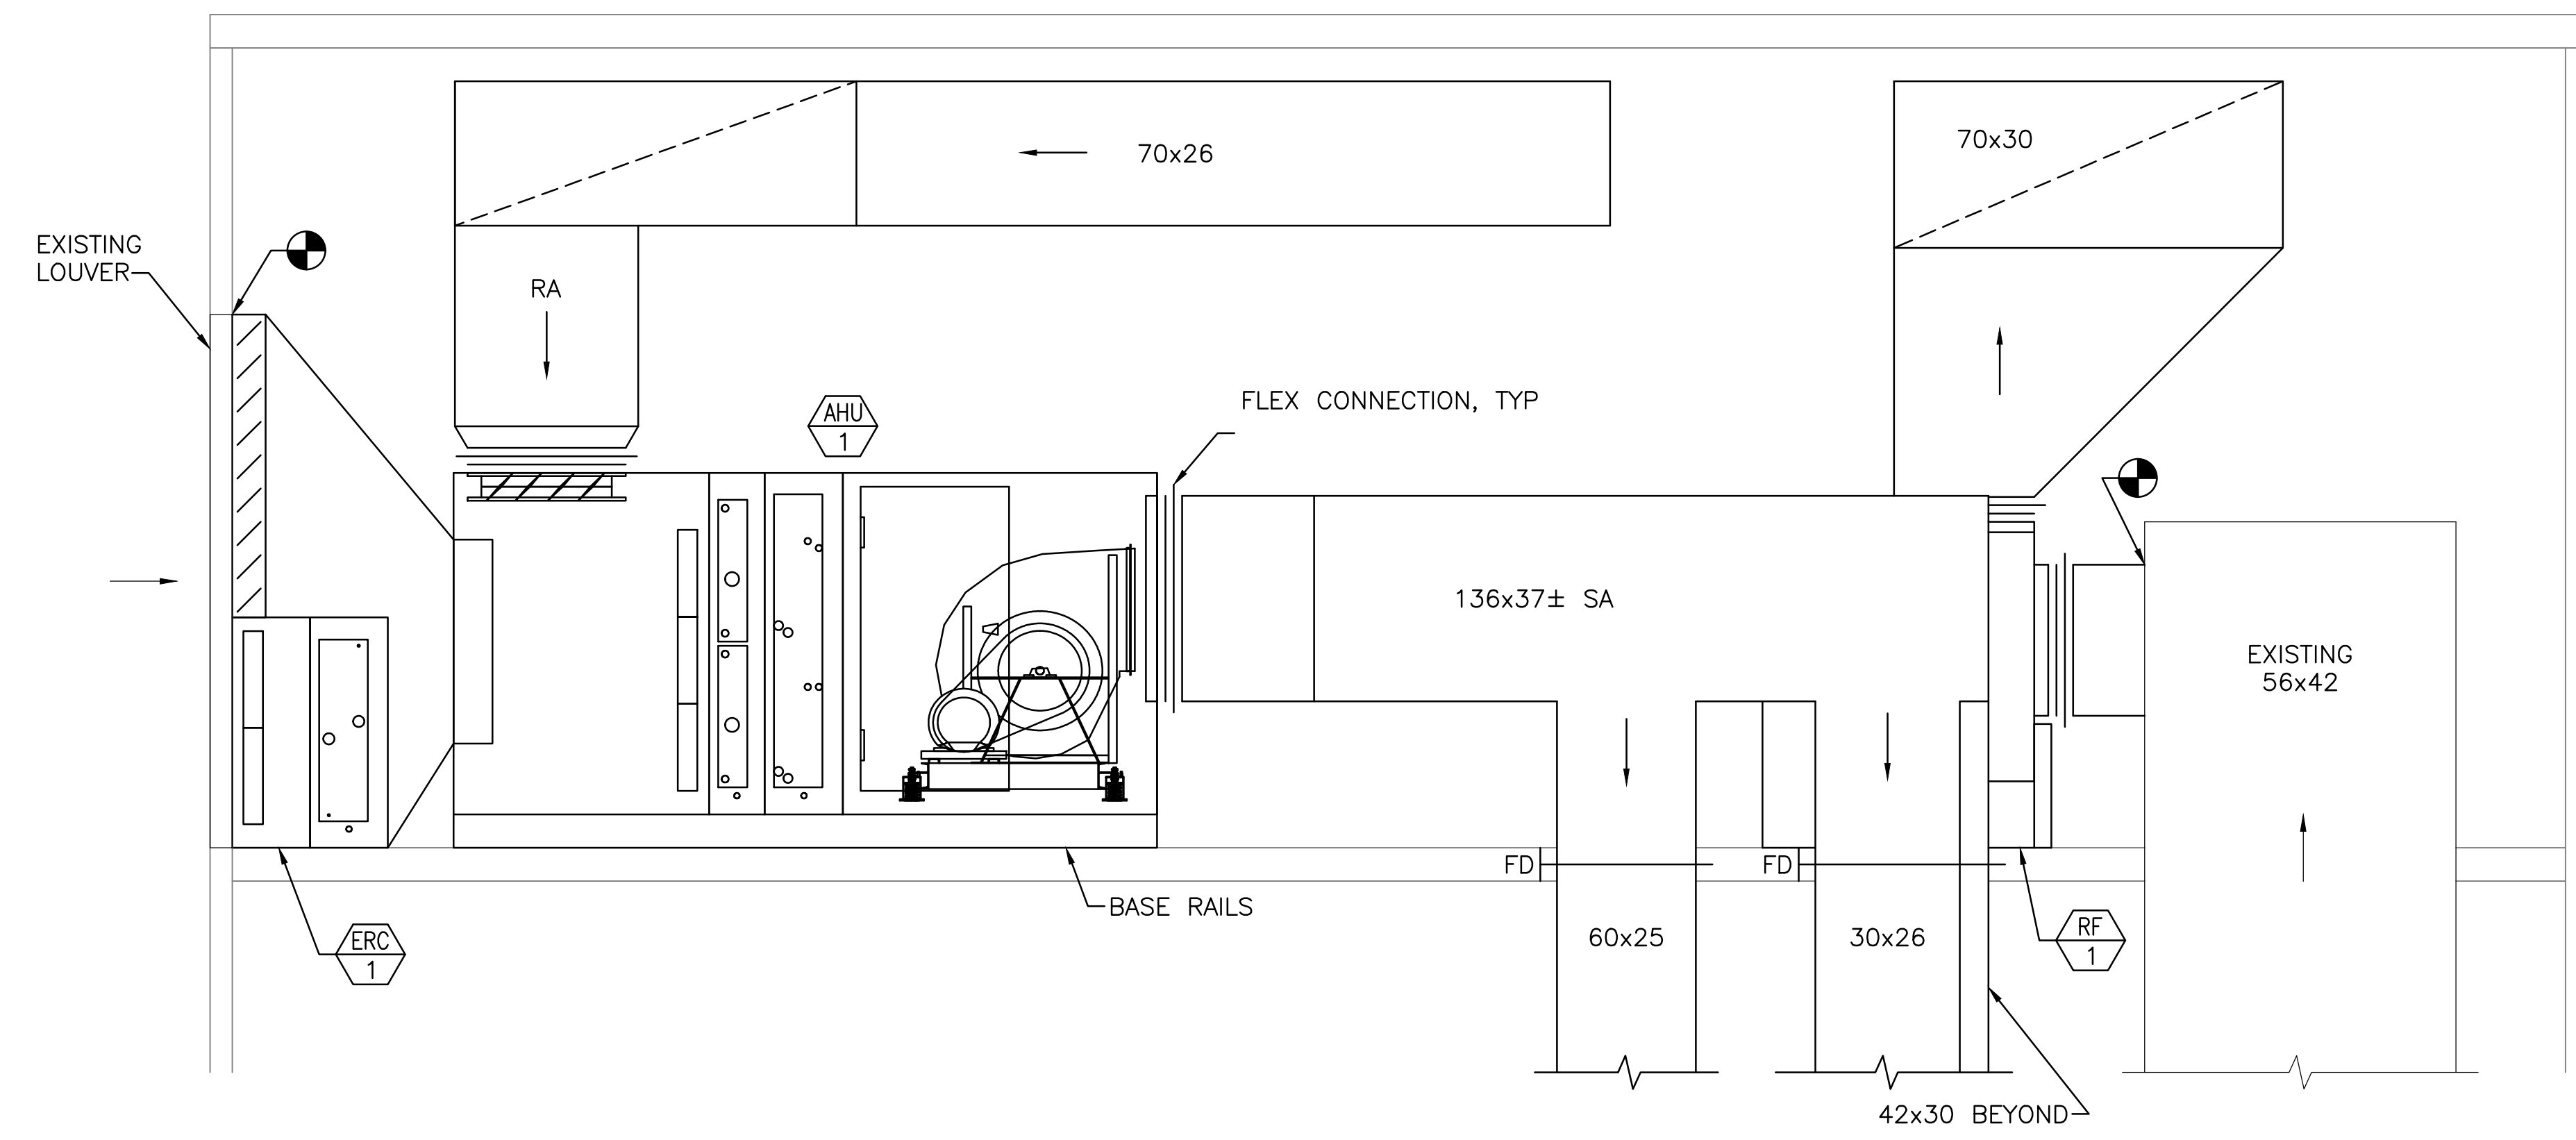 70x26
70x30
EXISTING
LOUVER
RA
AHU
1
FLEX CONNECTION, TYP
136x37± SA
EXISTING
56x42
FD
FD
BASE RAILS
60x25
30x26
ERC
1
RF
1
42x30 BEYOND